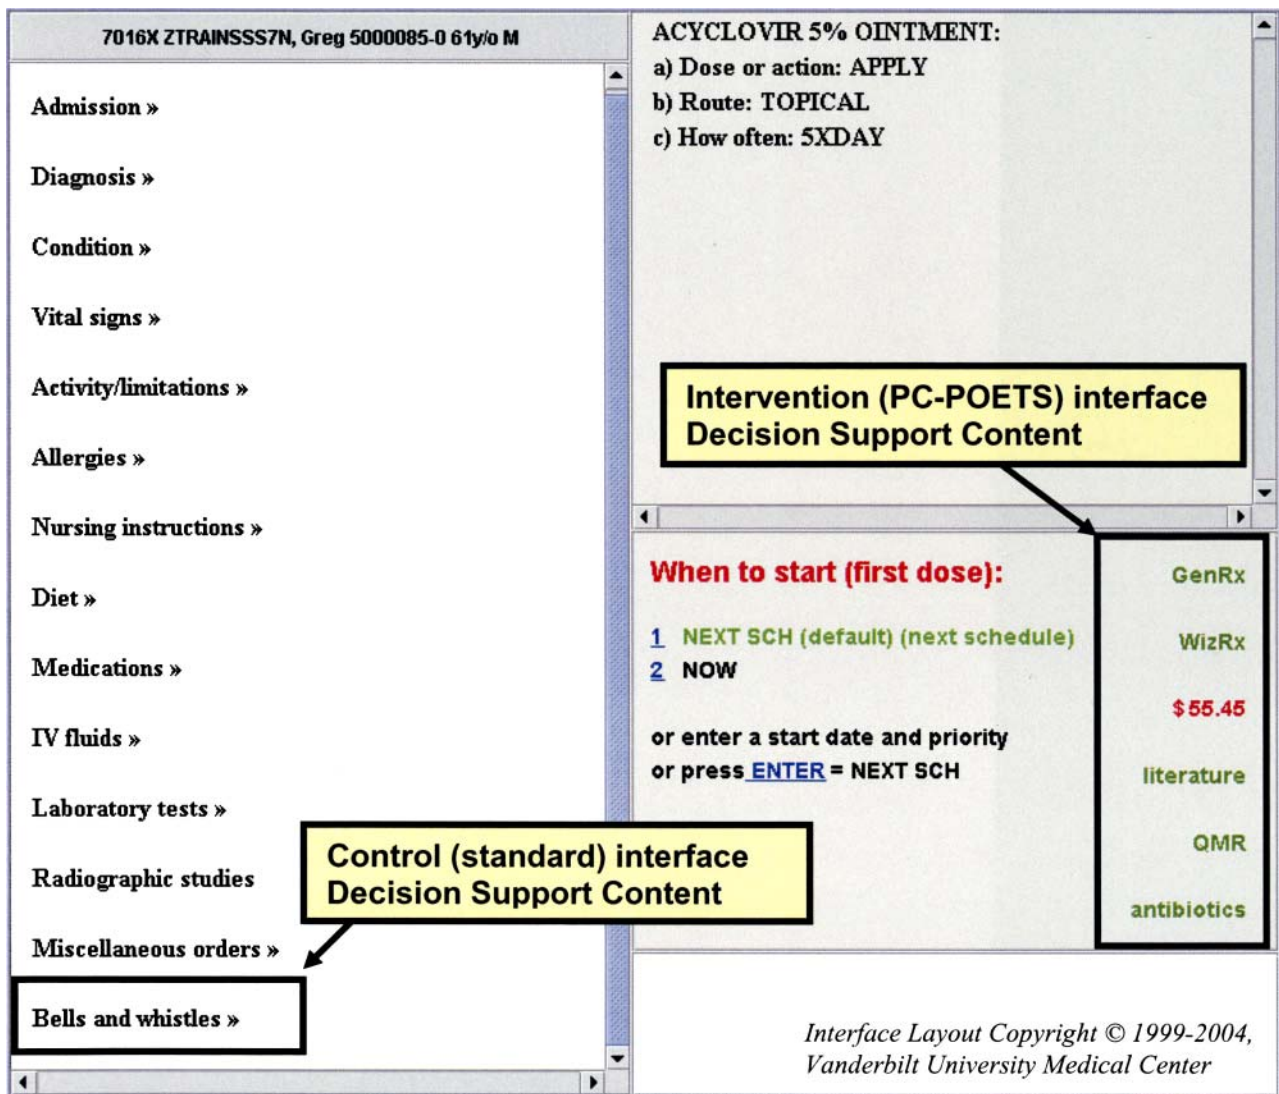 7016X ZTRAINSSS7N, Greg 5000085-0 61y/o M
Admission »
Diagnosis »
Condition »
Vital signs »
Activity/limitations »
Allergies »
Nursing instructions »
Diet »
Medications »
IV fluids »
Laboratory tests »
Radiographic studies
Miscellaneous orders »
Bells and whistles »
Control (standard) interface
Decision Support Content
ACYCLOVIR 5% OINTMENT:
a) Dose or action: APPLY
b) Route: TOPICAL
c) How often: 5XDAY
Intervention (PC-POETS) interface
Decision Support Content
When to start (first dose):
1 NEXT SCH (default) (next schedule)
2 NOW
or enter a start date and priority
or press ENTER = NEXT SCH
GenRx
WizRx
$55.45
literature
QMR
antibiotics
Interface Layout Copyright © 1999-2004,
Vanderbilt University Medical Center